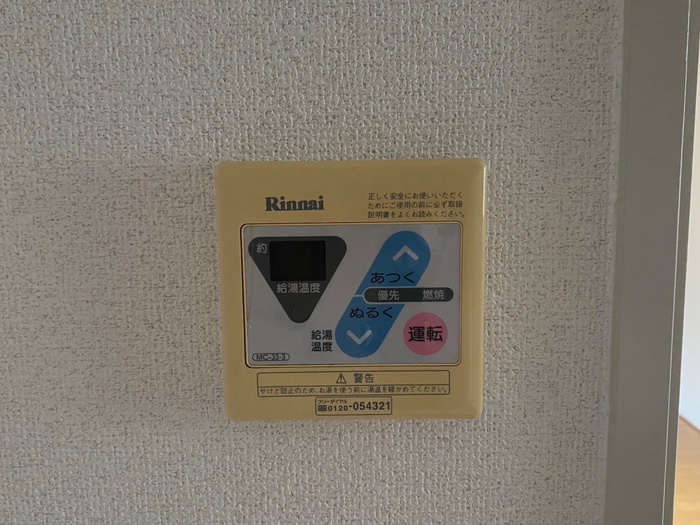 Rinnai
正しく安全にお使いいただく
ためにご使用の前に必ず取扱
説明書をよくお読みください。
約
給湯温度
あつく
優先 燃焼
ぬるく
給湯
温度
運転
MC-33-3
警告
やけど防止のため、お湯を使う前に湯温を確かめてください。
フリーダイヤル
0120-054321